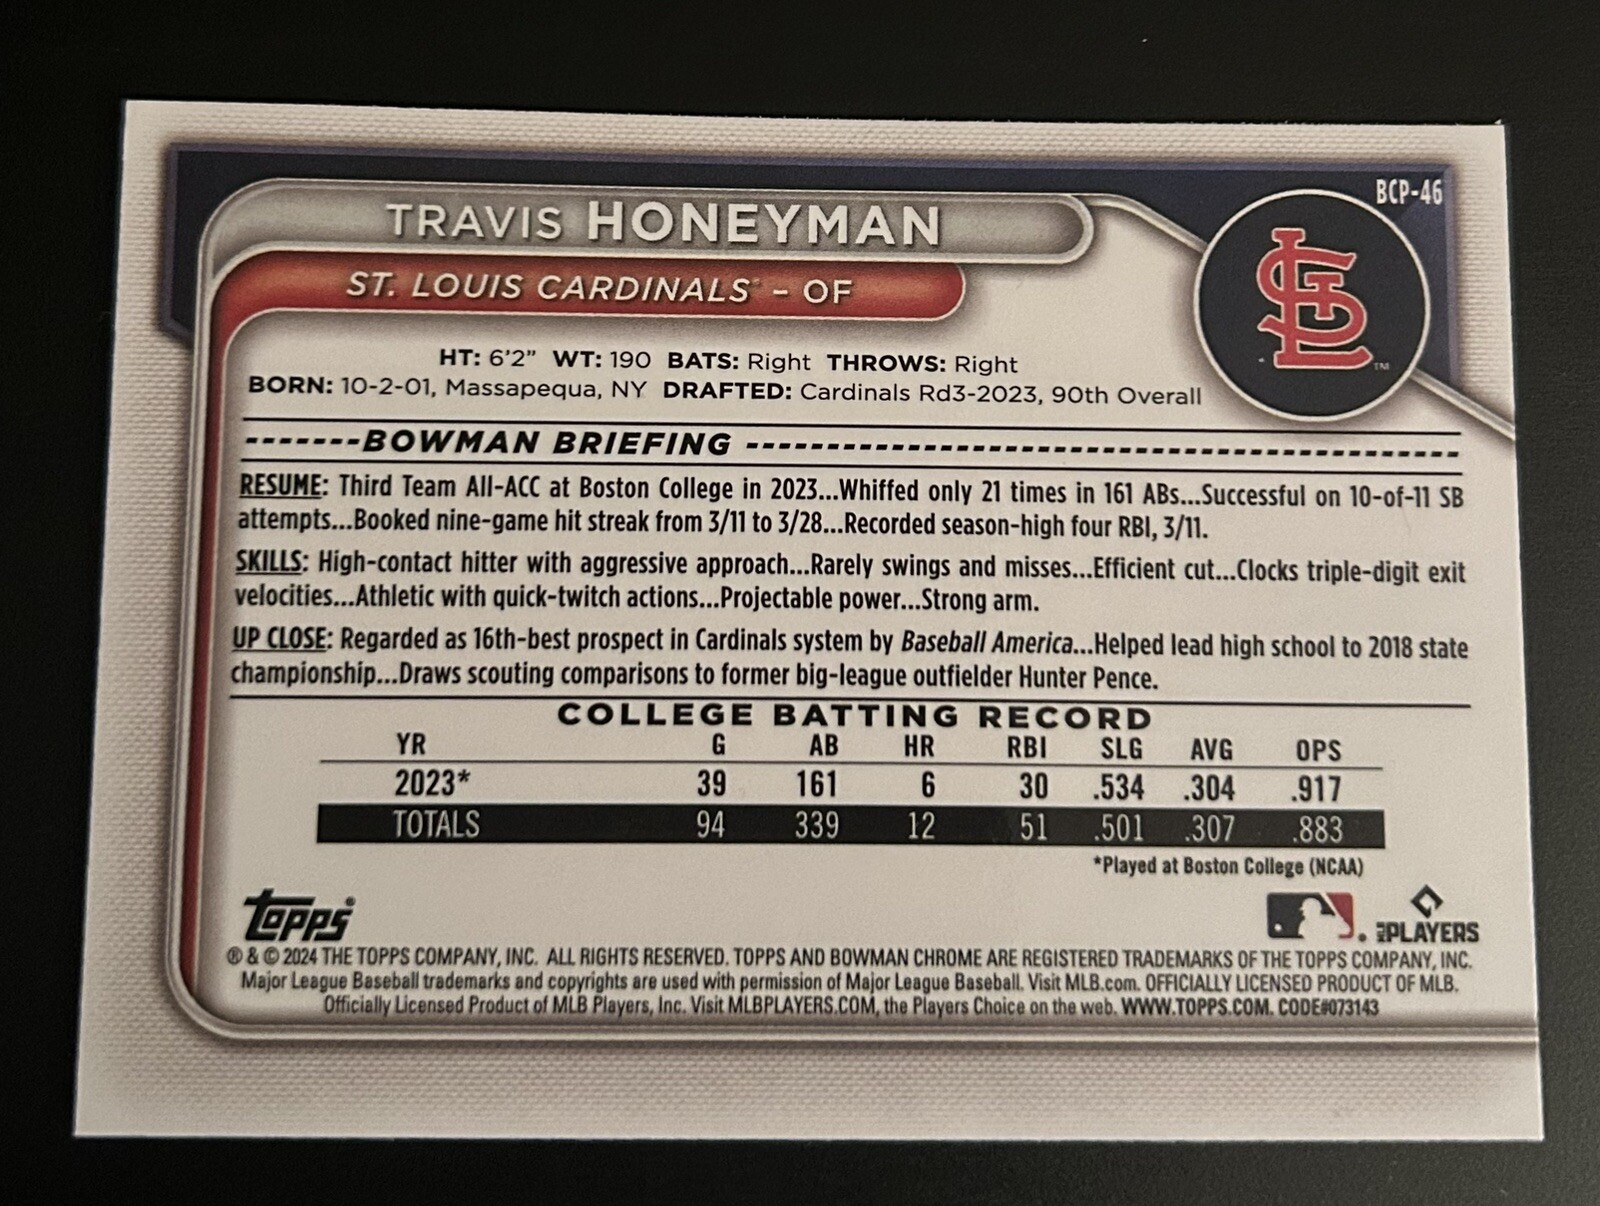 BCP-46
TRAVIS HONEYMAN
ST. LOUIS CARDINALS - OF
STL
TM
HT: 6'2" WT: 190 BATS: Right THROWS: Right
BORN: 10-2-01, Massapequa, NY DRAFTED: Cardinals Rd3-2023, 90th Overall
-------BOWMAN BRIEFING -------------------------------------------
RESUME: Third Team All-ACC at Boston College in 2023...Whiffed only 21 times in 161 ABs...Successful on 10-of-11 SB
attempts...Booked nine-game hit streak from 3/11 to 3/28...Recorded season-high four RBI, 3/11.
SKILLS: High-contact hitter with aggressive approach...Rarely swings and misses...Efficient cut...Clocks triple-digit exit
velocities...Athletic with quick-twitch actions...Projectable power...Strong arm.
UP CLOSE: Regarded as 16th-best prospect in Cardinals system by Baseball America...Helped lead high school to 2018 state
championship...Draws scouting comparisons to former big-league outfielder Hunter Pence.
COLLEGE BATTING RECORD
YR G AB HR RBI SLG AVG OPS
2023* 39 161 6 30 .534 .304 .917
TOTALS 94 339 12 51 .501 .307 .883
*Played at Boston College (NCAA)
Topps®
MLB PLAYERS
® & © 2024 THE TOPPS COMPANY, INC. ALL RIGHTS RESERVED. TOPPS AND BOWMAN CHROME ARE REGISTERED TRADEMARKS OF THE TOPPS COMPANY, INC.
Major League Baseball trademarks and copyrights are used with permission of Major League Baseball. Visit MLB.com. OFFICIALLY LICENSED PRODUCT OF MLB.
Officially Licensed Product of MLB Players, Inc. Visit MLBPLAYERS.COM, the Players Choice on the web. WWW.TOPPS.COM. CODE#073143